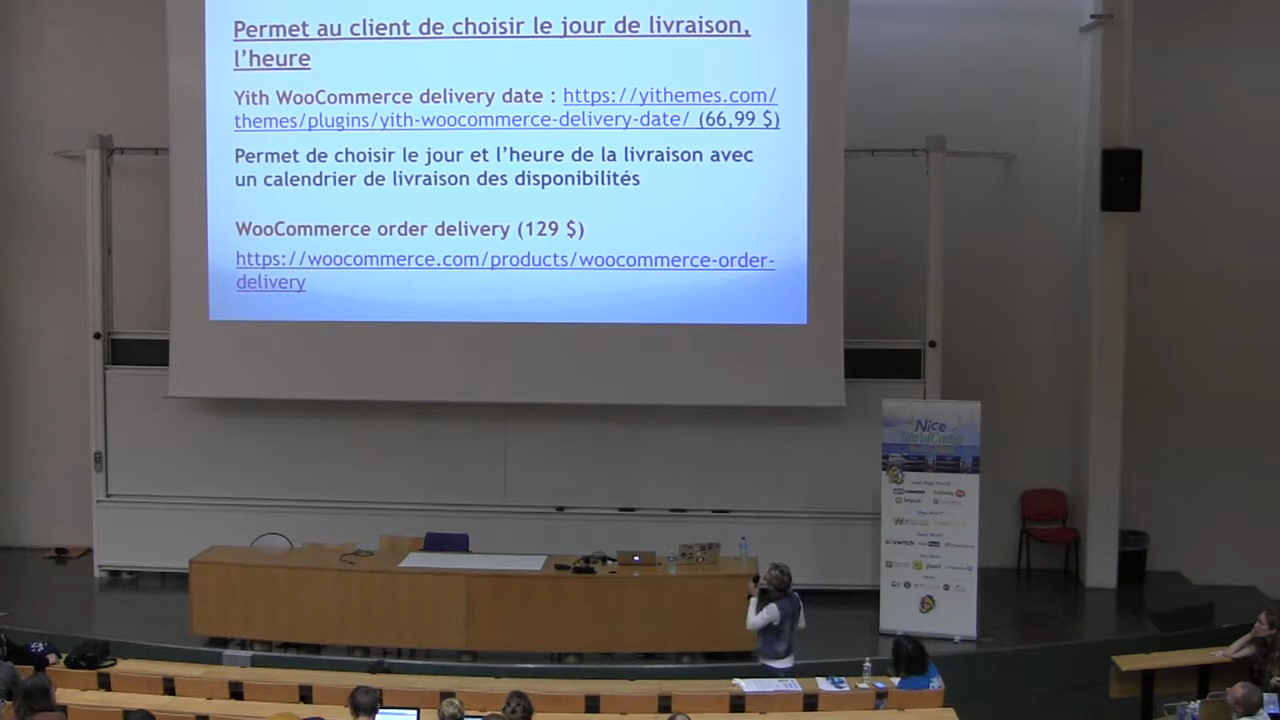 Permet au client de choisir le jour de livraison,
l'heure
Yith WooCommerce delivery date : https://yithemes.com/
themes/plugins/yith-woocommerce-delivery-date/ (66,99 $)
Permet de choisir le jour et l'heure de la livraison avec
un calendrier de livraison des disponibilités
WooCommerce order delivery (129 $)
https://woocommerce.com/products/woocommerce-order-
delivery
Nice
WordCamp